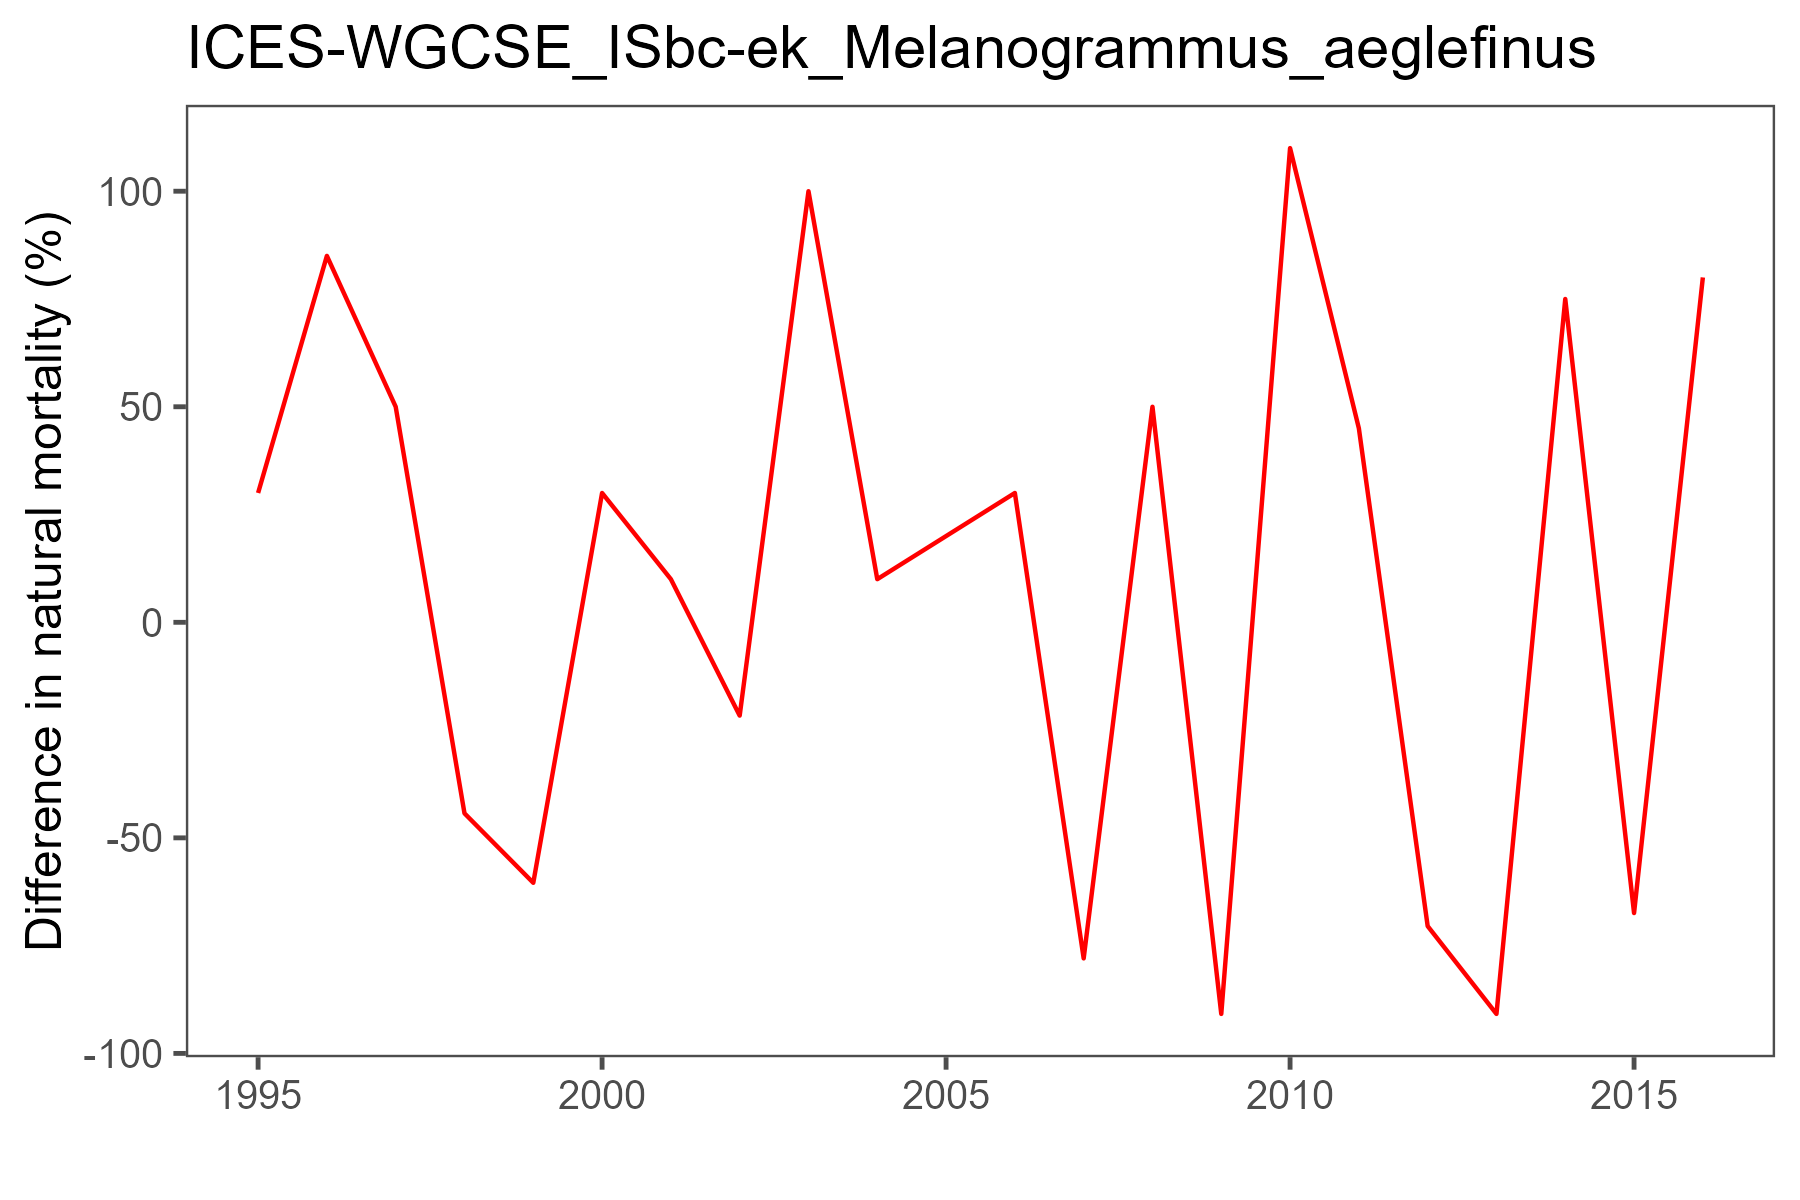 ICES-WGCSE_ISbc-ek_Melanogrammus_aeglefinus
Difference in natural mortality (%)
100
50
0
-50
-100
1995 2000 2005 2010 2015